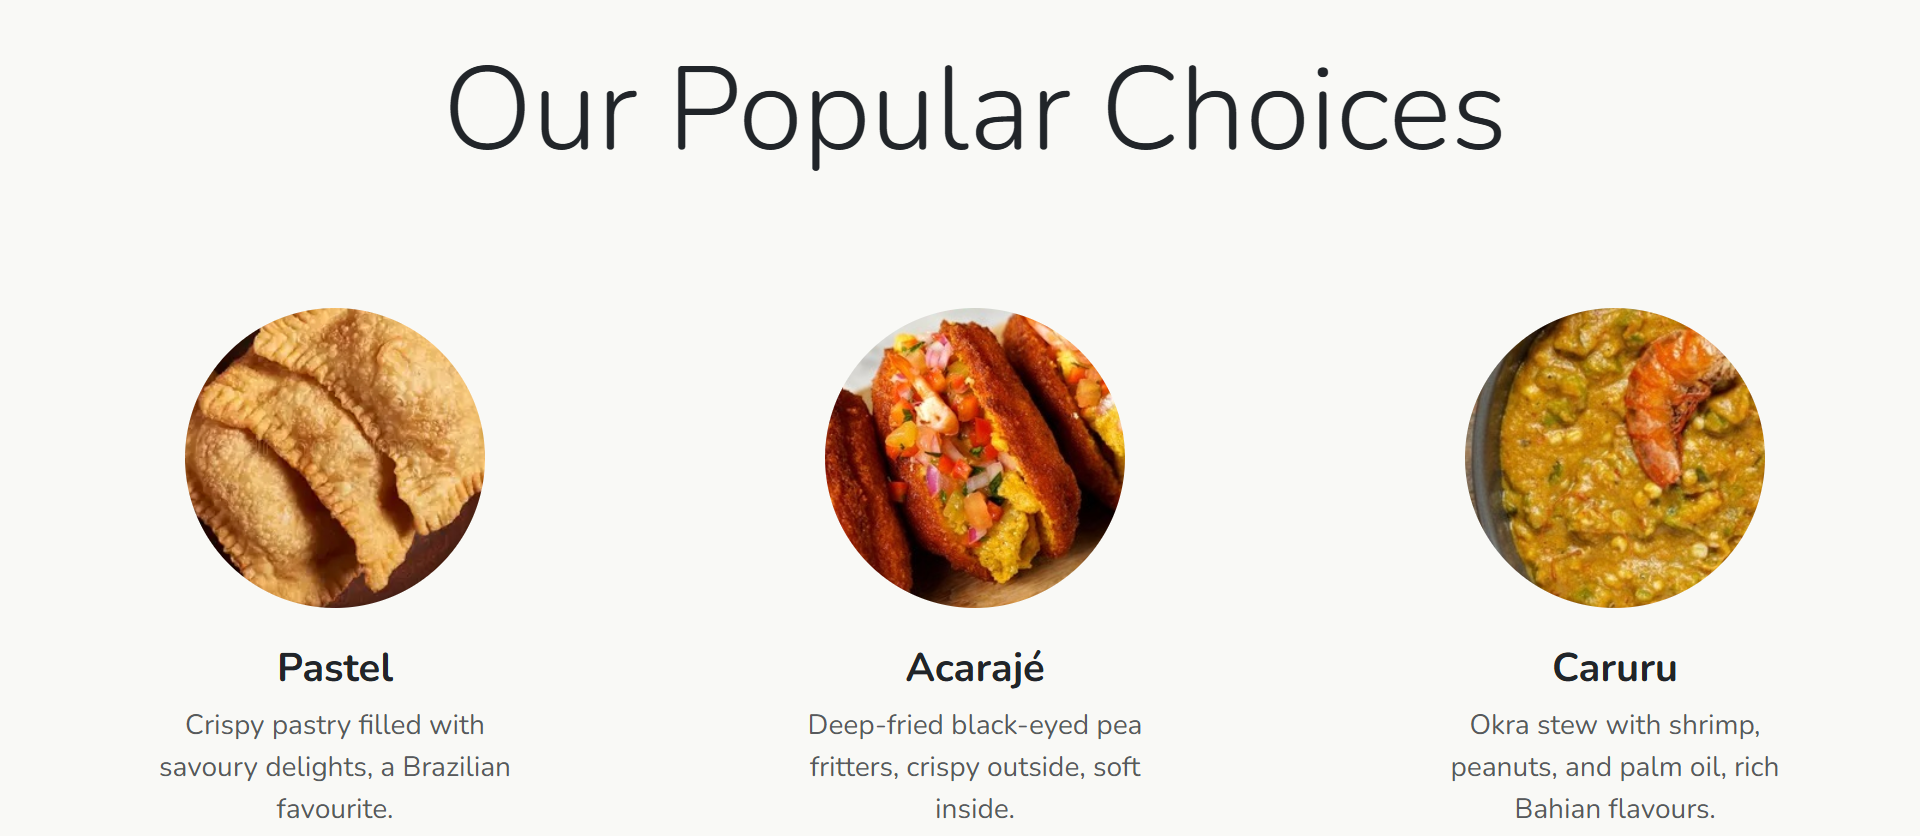 Our Popular Choices
Pastel
Crispy pastry filled with
savoury delights, a Brazilian
favourite.
Acarajé
Deep-fried black-eyed pea
fritters, crispy outside, soft
inside.
Caruru
Okra stew with shrimp,
peanuts, and palm oil, rich
Bahian flavours.